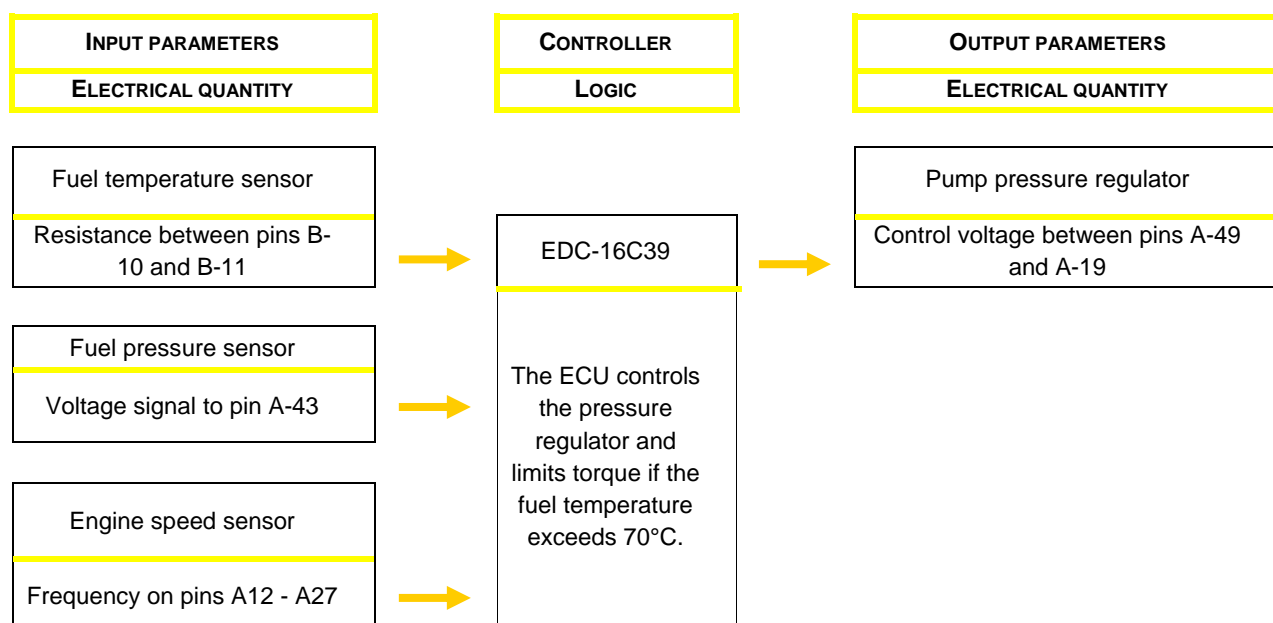 INPUT PARAMETERS
ELECTRICAL QUANTITY
CONTROLLER
LOGIC
OUTPUT PARAMETERS
ELECTRICAL QUANTITY
Fuel temperature sensor
Resistance between pins B-
10 and B-11
Fuel pressure sensor
Voltage signal to pin A-43
Engine speed sensor
Frequency on pins A12 - A27
EDC-16C39
The ECU controls
the pressure
regulator and
limits torque if the
fuel temperature
exceeds 70°C.
Pump pressure regulator
Control voltage between pins A-49
and A-19